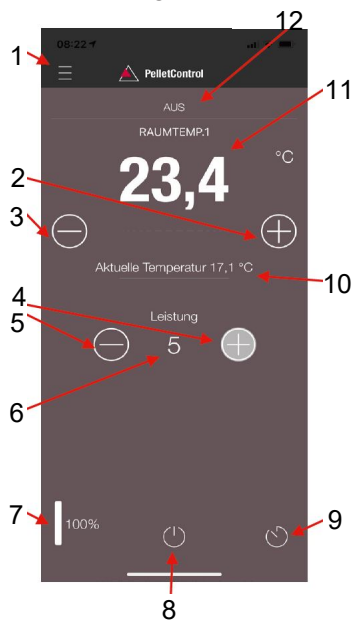 12
08:22
1
PelletControl
11
AUS
RAUMTEMP.1
23,4
°C
2
3
Aktuelle Temperatur 17,1 °C
10
4
5
Leistung
5
6
7
100%
9
8